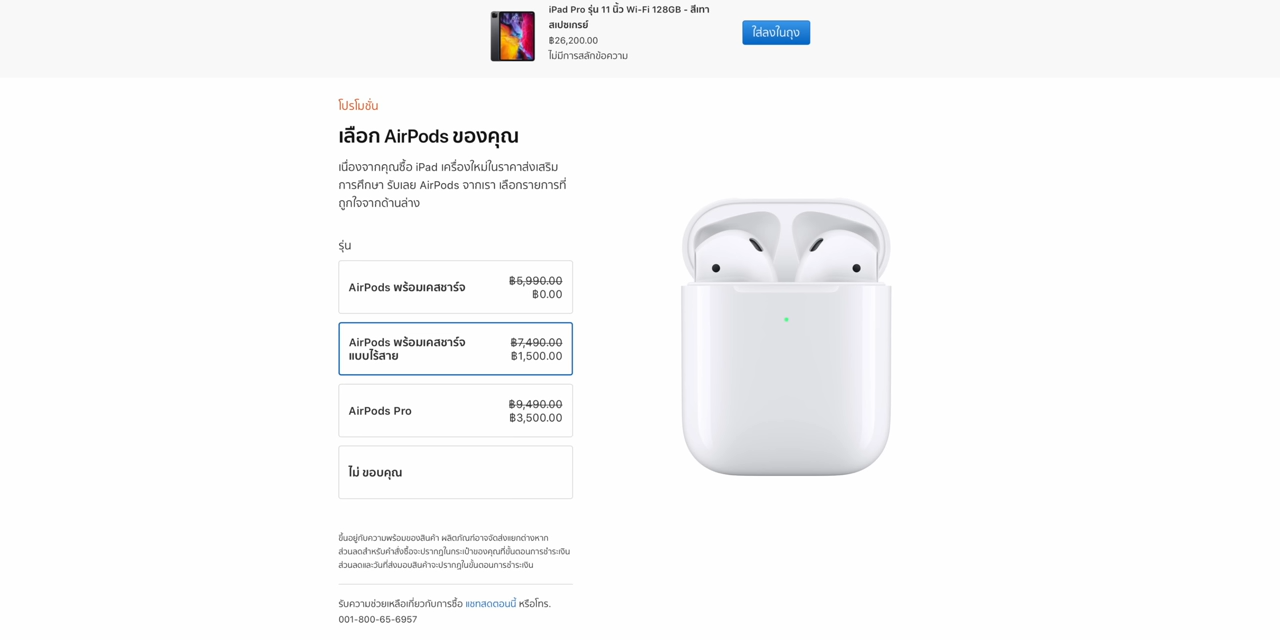 iPad Pro รุ่น 11 นิ้ว Wi-Fi 128GB - สีเทา
สเปซเกรย์
฿26,200.00
ไม่มีการสลักข้อความ
ใส่ลงในถุง
โปรโมชั่น
เลือก AirPods ของคุณ
เนื่องจากคุณซื้อ iPad เครื่องใหม่ในราคาส่งเสริม
การศึกษา รับเลย AirPods จากเรา เลือกรายการที่
ถูกใจจากด้านล่าง
รุ่น
AirPods พร้อมเคสชาร์จ
฿5,990.00
฿0.00
AirPods พร้อมเคสชาร์จ
แบบไร้สาย
฿7,490.00
฿1,500.00
AirPods Pro
฿9,490.00
฿3,500.00
ไม่ ขอบคุณ
ขึ้นอยู่กับความพร้อมของสินค้า ผลิตภัณฑ์อาจจัดส่งแยกต่างหาก
ส่วนลดสำหรับคำสั่งซื้อจะปรากฏในกระเป๋าของคุณที่ขั้นตอนการชำระเงิน
ส่วนลดและวันที่ส่งมอบสินค้าจะปรากฏในขั้นตอนการชำระเงิน
รับความช่วยเหลือเกี่ยวกับการซื้อ แชทสดตอนนี้ หรือโทร.
001-800-65-6957